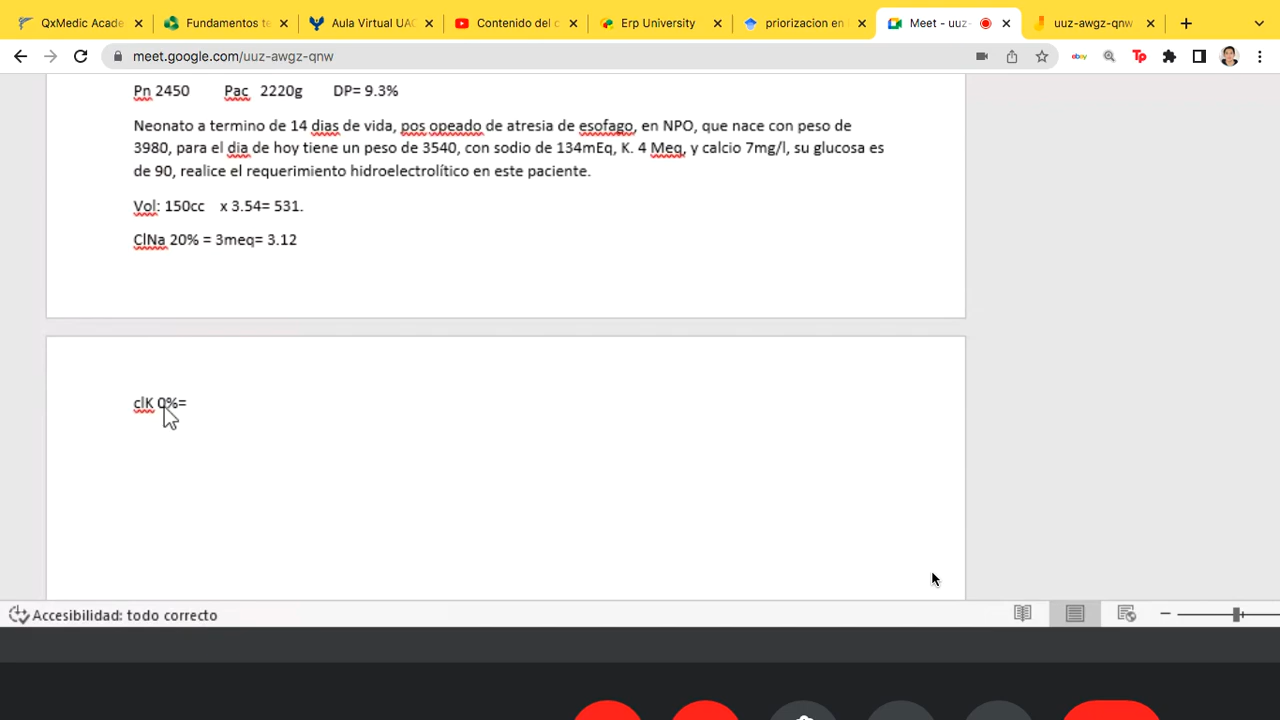 QxMedic Acade
Fundamentos te
Aula Virtual UAC
Contenido del c
Erp University
priorizacion en
Meet - uuz-
uuz-awgz-qnw
meet.google.com/uuz-awgz-qnw
ebay
Tp
Pn 2450 Pac 2220g DP= 9.3%
Neonato a termino de 14 dias de vida, pos opeado de atresia de esofago, en NPO, que nace con peso de
3980, para el dia de hoy tiene un peso de 3540, con sodio de 134mEq, K. 4 Meq, y calcio 7mg/l, su glucosa es
de 90, realice el requerimiento hidroelectrolítico en este paciente.
Vol: 150cc x 3.54= 531.
ClNa 20% = 3meq= 3.12
clK 0%=
Accesibilidad: todo correcto